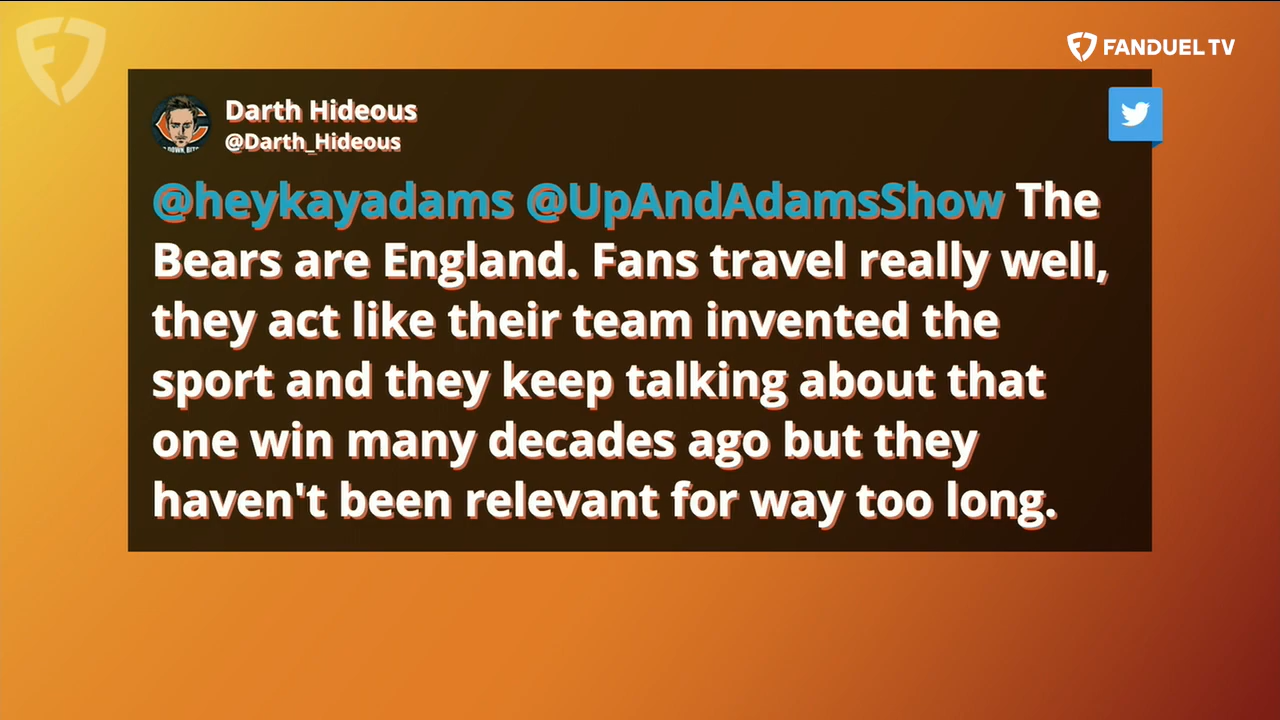 FANDUEL TV
Darth Hideous
@Darth_Hideous
@heykayadams @UpAndAdamsShow The
Bears are England. Fans travel really well,
they act like their team invented the
sport and they keep talking about that
one win many decades ago but they
haven't been relevant for way too long.